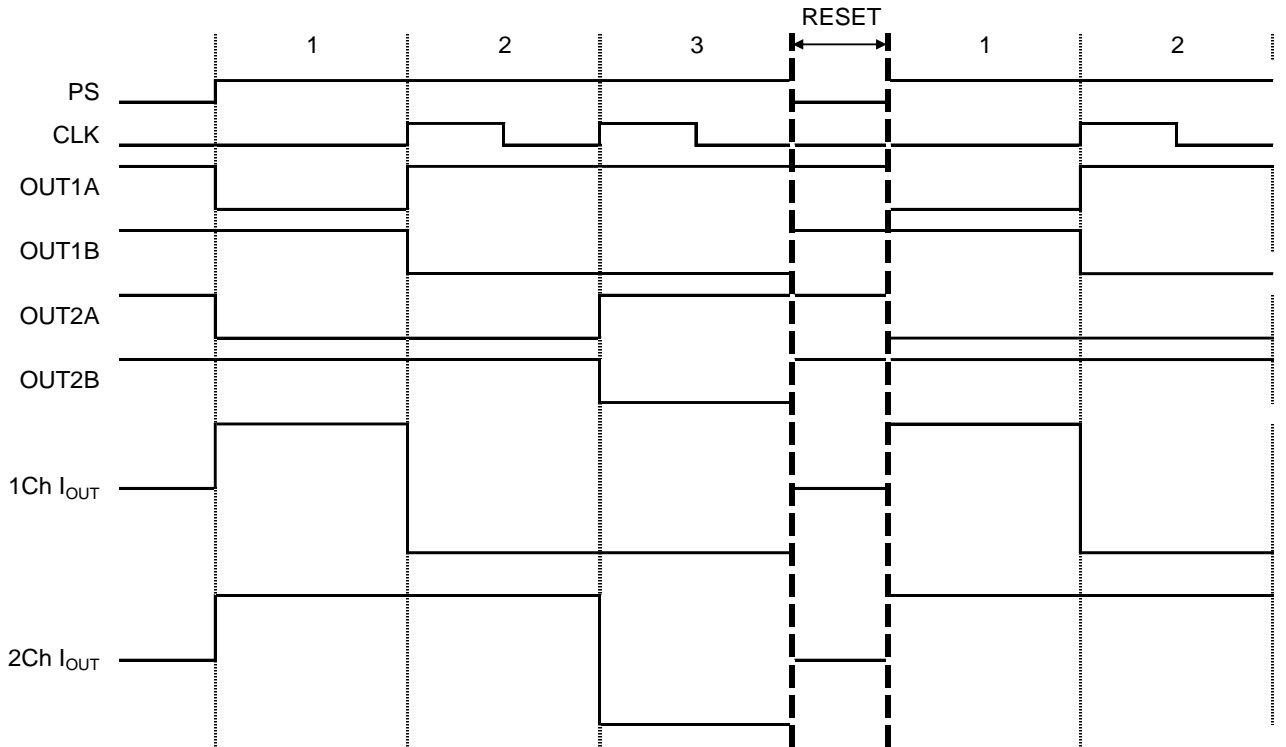 RESET
1 2 3 1 2
PS
CLK
OUT1A
OUT1B
OUT2A
OUT2B
1Ch IOUT
2Ch IOUT